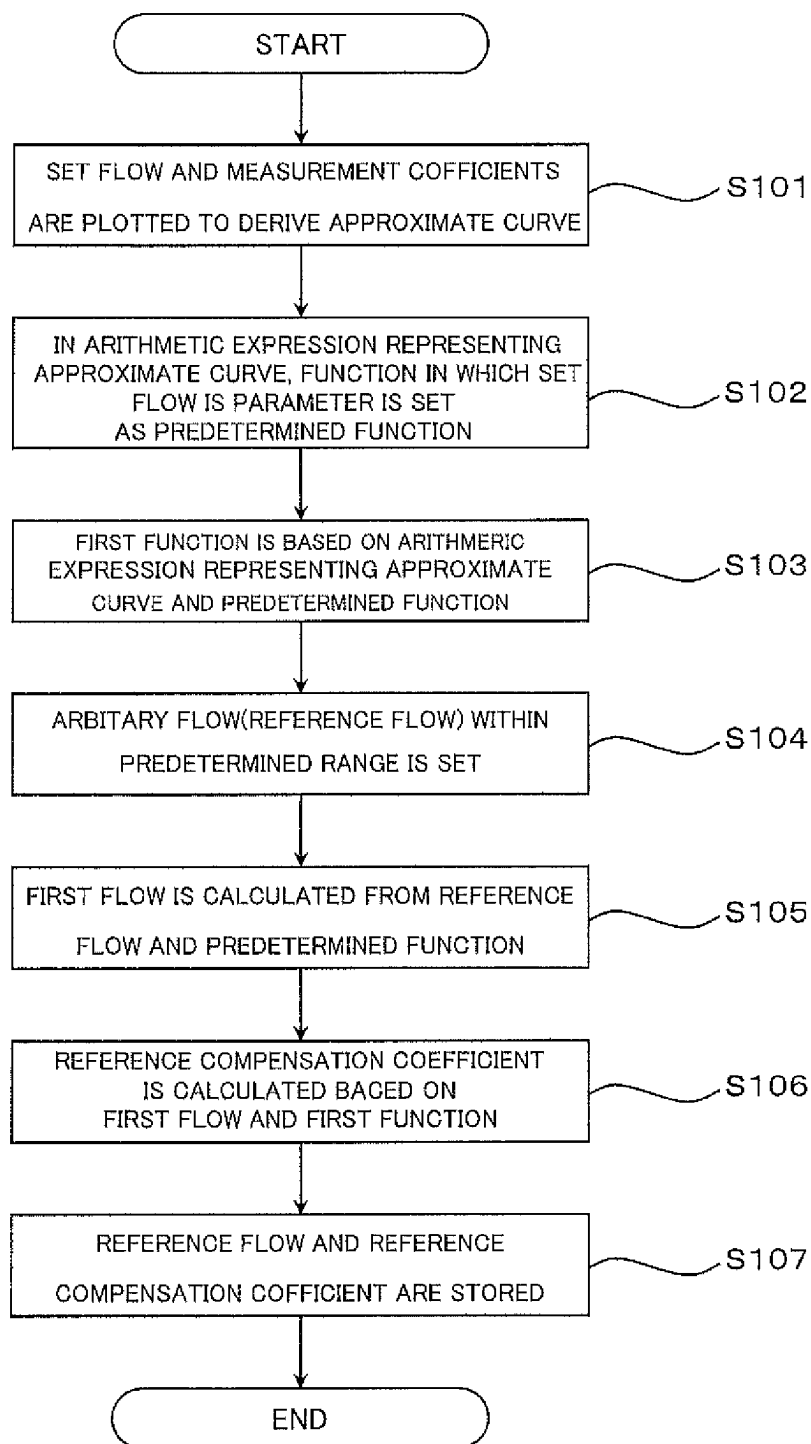 START
SET FLOW AND MEASUREMENT COFFICIENTS
ARE PLOTTED TO DERIVE APPROXIMATE CURVE
S101
IN ARITHMETIC EXPRESSION REPRESENTING
APPROXIMATE CURVE, FUNCTION IN WHICH SET
FLOW IS PARAMETER IS SET
AS PREDETERMINED FUNCTION
S102
FIRST FUNCTION IS BASED ON ARITHMERIC
EXPRESSION REPRESENTING APPROXIMATE
CURVE AND PREDETERMINED FUNCTION
S103
ARBITARY FLOW(REFERENCE FLOW) WITHIN
PREDETERMINED RANGE IS SET
S104
FIRST FLOW IS CALCULATED FROM REFERENCE
FLOW AND PREDETERMINED FUNCTION
S105
REFERENCE COMPENSATION COEFFICIENT
IS CALCULATED BACED ON
FIRST FLOW AND FIRST FUNCTION
S106
REFERENCE FLOW AND REFERENCE
COMPENSATION COFFICIENT ARE STORED
S107
END